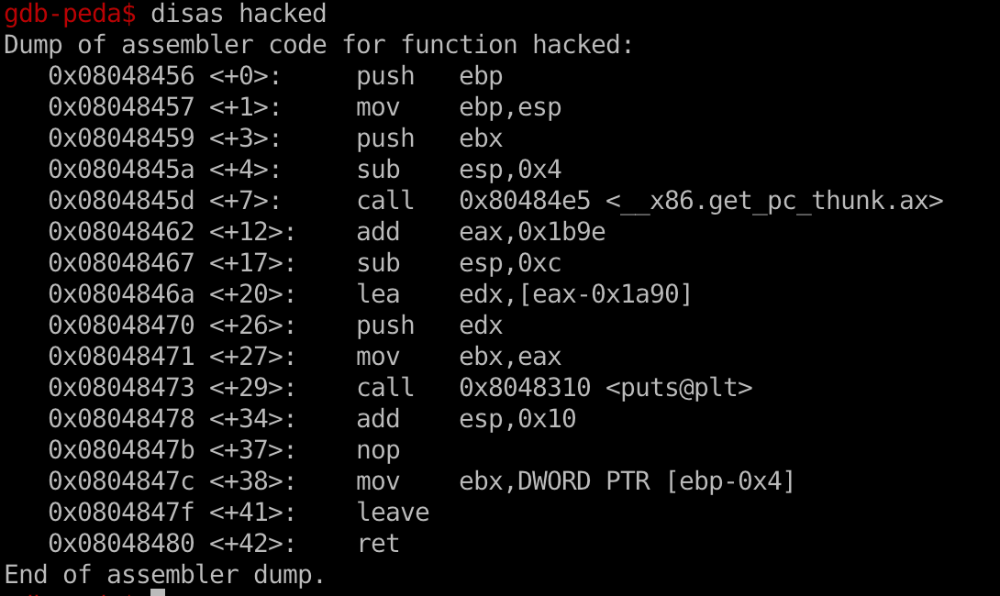 gdb-peda$ disas hacked
Dump of assembler code for function hacked:
   0x08048456 <+0>:     push   ebp
   0x08048457 <+1>:     mov    ebp,esp
   0x08048459 <+3>:     push   ebx
   0x0804845a <+4>:     sub    esp,0x4
   0x0804845d <+7>:     call   0x80484e5 <__x86.get_pc_thunk.ax>
   0x08048462 <+12>:    add    eax,0x1b9e
   0x08048467 <+17>:    sub    esp,0xc
   0x0804846a <+20>:    lea    edx,[eax-0x1a90]
   0x08048470 <+26>:    push   edx
   0x08048471 <+27>:    mov    ebx,eax
   0x08048473 <+29>:    call   0x8048310 <puts@plt>
   0x08048478 <+34>:    add    esp,0x10
   0x0804847b <+37>:    nop
   0x0804847c <+38>:    mov    ebx,DWORD PTR [ebp-0x4]
   0x0804847f <+41>:    leave
   0x08048480 <+42>:    ret
End of assembler dump.